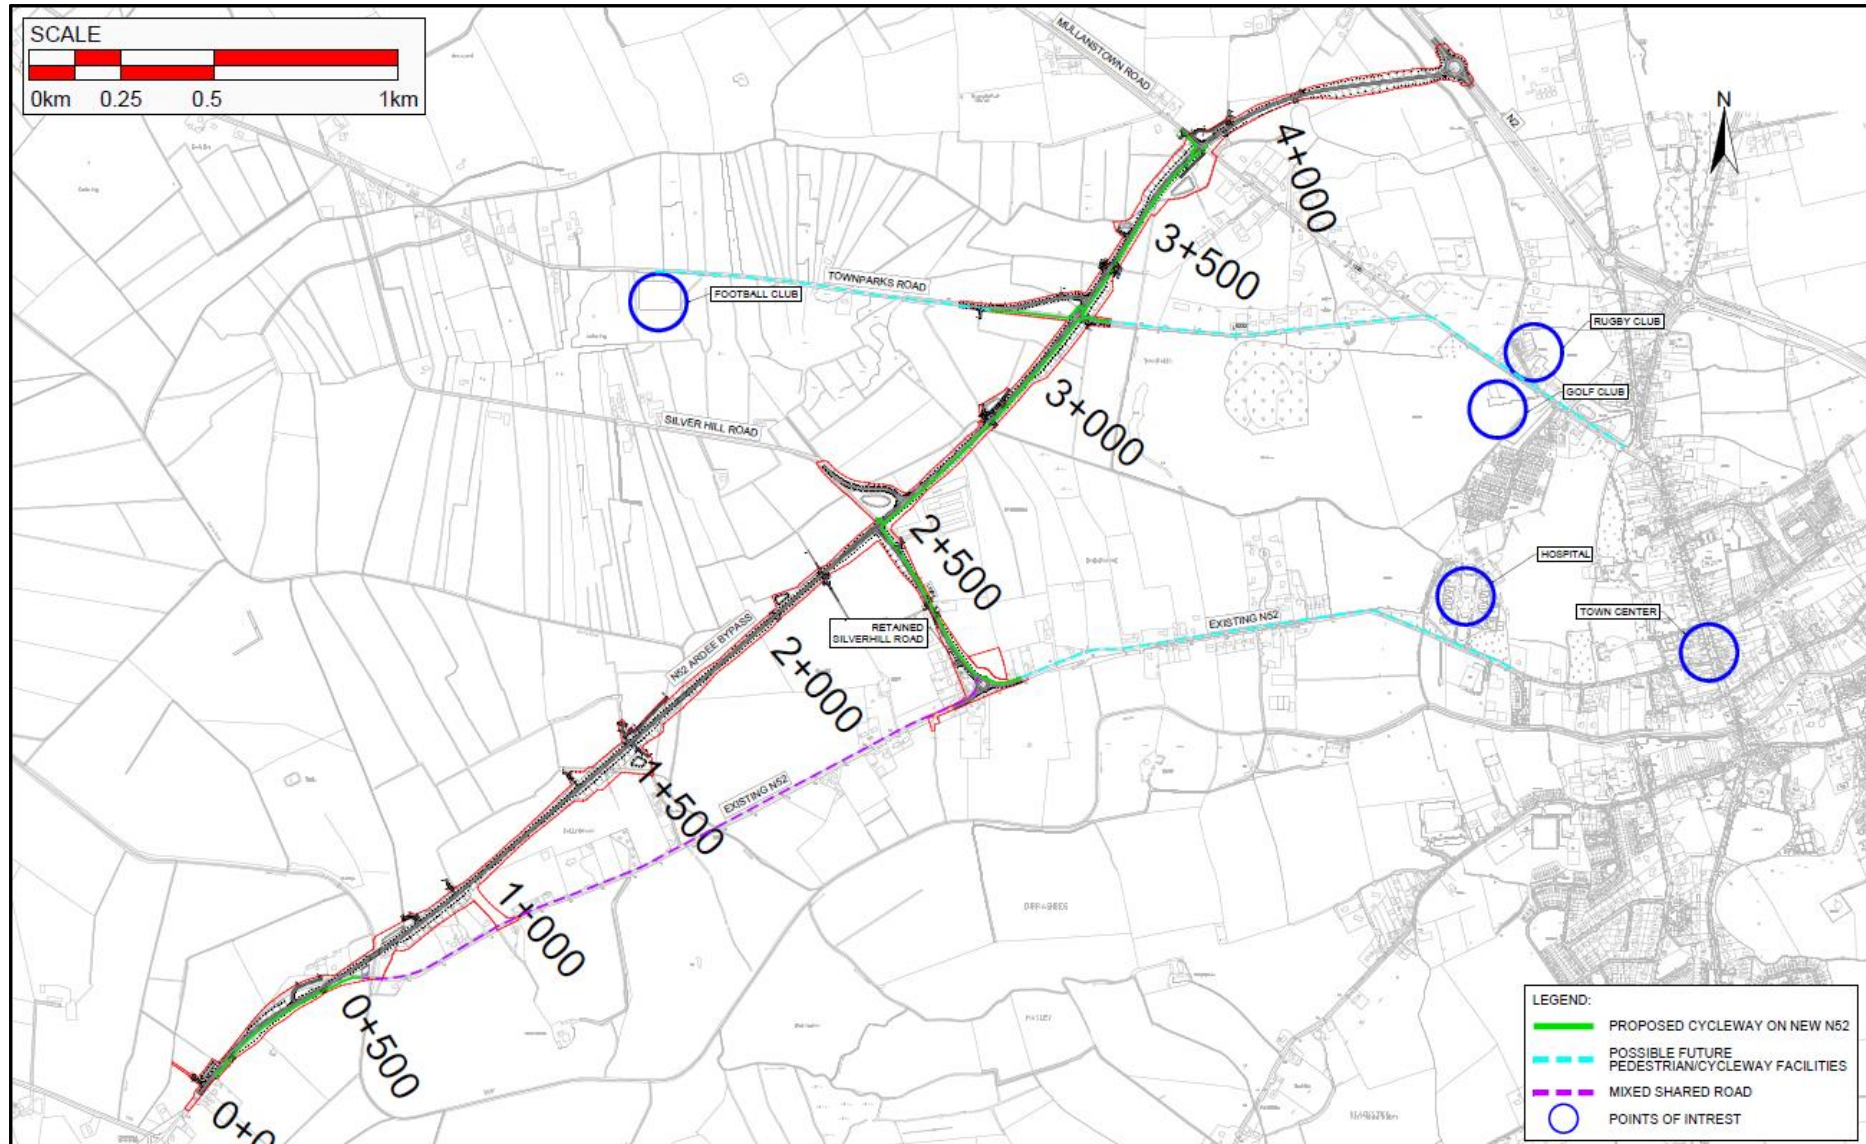 SCALE
0km 0.25 0.5 1km
MULLANSTOWN ROAD
N2
N
4+000
3+500
TOWNPARKS ROAD
FOOTBALL CLUB
RUGBY CLUB
GOLF CLUB
3+000
SILVER HILL ROAD
2+500
HOSPITAL
TOWN CENTER
EXISTING N52
RETAINED
SILVERHILL ROAD
N52 ARDEE BYPASS
2+000
1+500
EXISTING N52
1+000
0+500
0+0
LEGEND:
PROPOSED CYCLEWAY ON NEW N52
POSSIBLE FUTURE
PEDESTRIAN/CYCLEWAY FACILITIES
MIXED SHARED ROAD
POINTS OF INTREST